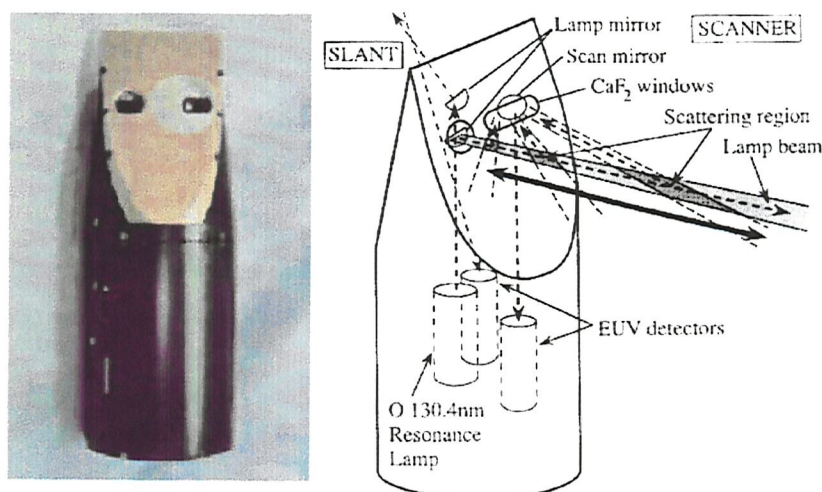 SLANT
Lamp mirror
SCANNER
Scan mirror
CaF₂ windows
Scattering region
Lamp beam
EUV detectors
O 130.4nm
Resonance
Lamp